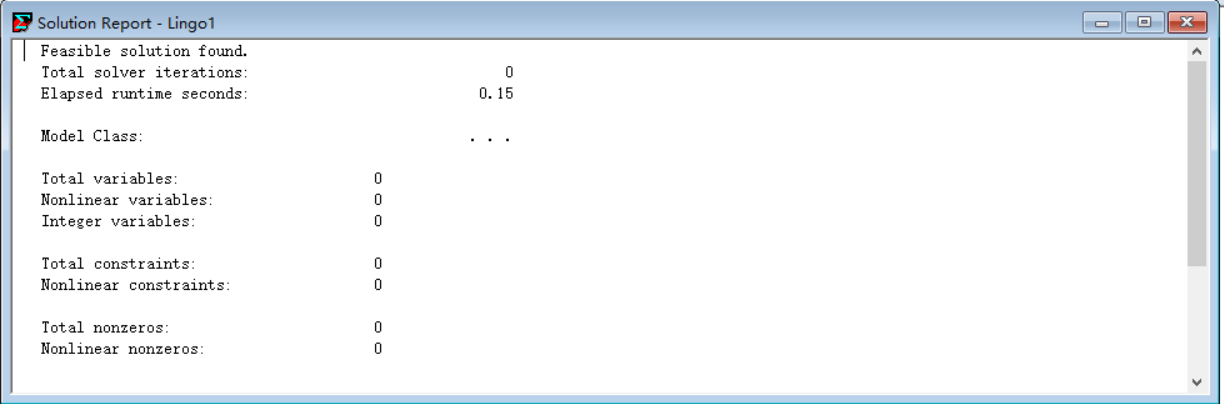 Solution Report - Lingo1
Feasible solution found.
Total solver iterations: 0
Elapsed runtime seconds: 0.15
Model Class: . . .
Total variables: 0
Nonlinear variables: 0
Integer variables: 0
Total constraints: 0
Nonlinear constraints: 0
Total nonzeros: 0
Nonlinear nonzeros: 0